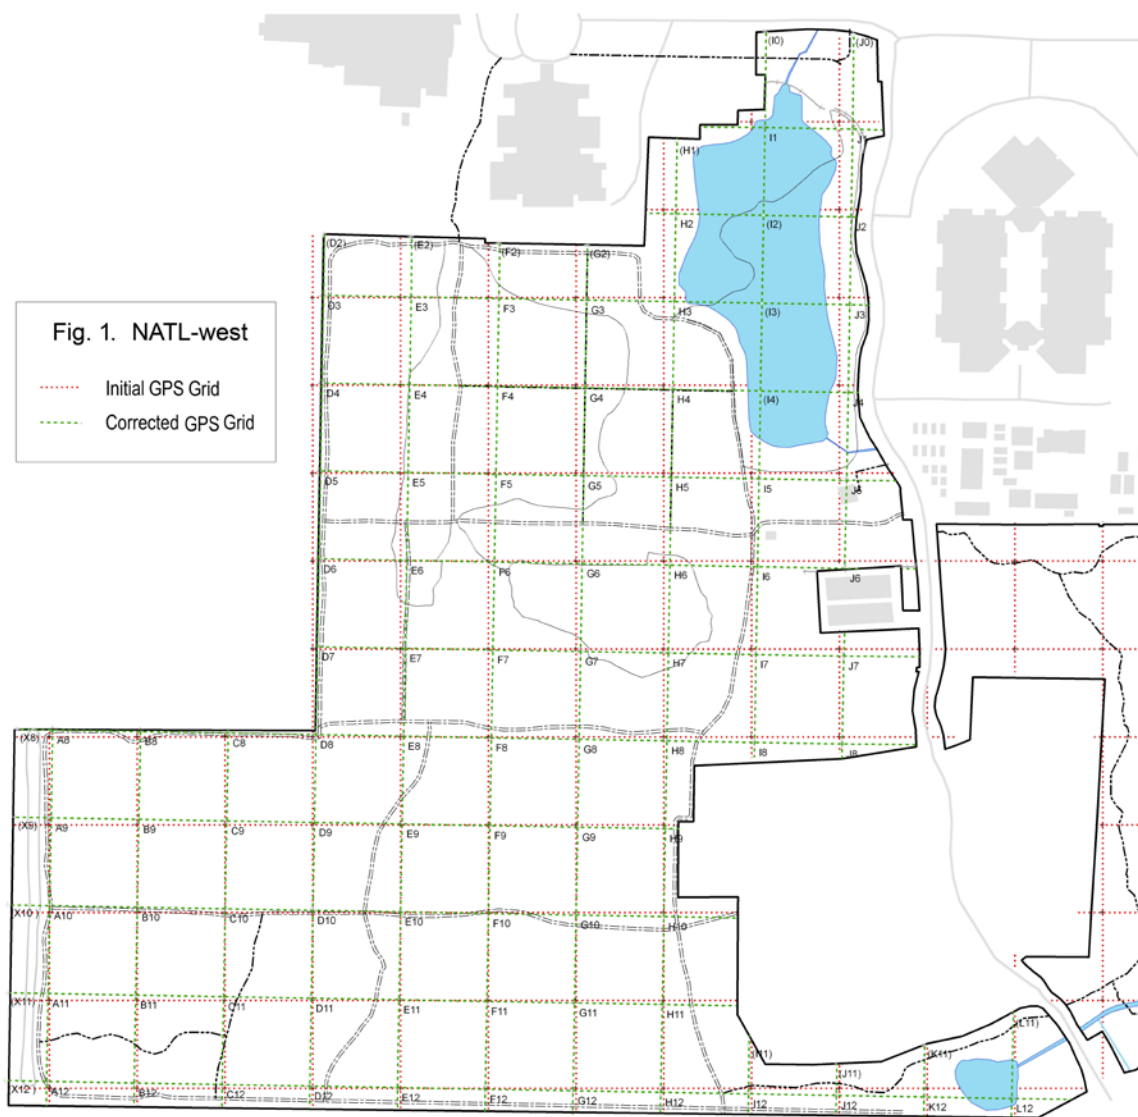 (I0) (J0)
I1 J1
(H1)
H2 (I2) J2
(D2) (E2) (F2) (G2)
D3 E3 F3 G3 H3 (I3) J3
Fig. 1. NATL-west
Initial GPS Grid
Corrected GPS Grid
D4 E4 F4 G4 H4 (I4) J4
D5 E5 F5 G5 H5 I5 J5
D6 E6 F6 G6 H6 I6 J6
D7 E7 F7 G7 H7 I7 J7
(X8) A8 B8 C8 D8 E8 F8 G8 H8 I8 J8
(X9) A9 B9 C9 D9 E9 F9 G9 H9
(X10) A10 B10 C10 D10 E10 F10 G10 H10
(X11) A11 B11 C11 D11 E11 F11 G11 H11
(L11)
(I11) (K11)
(J11)
(X12) A12 B12 C12 D12 E12 F12 G12 H12 I12 J12 K12 L12